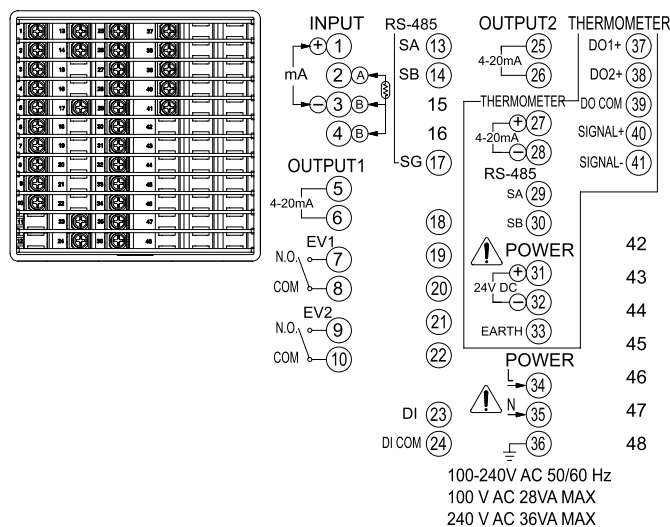 INPUT
+ 1
mA
2 A
− 3 B
4 B
OUTPUT1
5
4-20mA
6
EV1
N.O. 7
COM 8
EV2
N.O. 9
COM 10
RS-485
SA 13
SB 14
15
16
SG 17
18
19
20
21
22
DI 23
DI COM 24
OUTPUT2
25
4-20mA
26
THERMOMETER
+ 27
4-20mA
− 28
RS-485
SA 29
SB 30
POWER
+ 31
24V DC
− 32
EARTH 33
POWER
L 34
N 35
36
THERMOMETER
DO1+ 37
DO2+ 38
DO COM 39
SIGNAL+ 40
SIGNAL- 41
42
43
44
45
46
47
48
100-240V AC 50/60 Hz
100 V AC 28VA MAX
240 V AC 36VA MAX